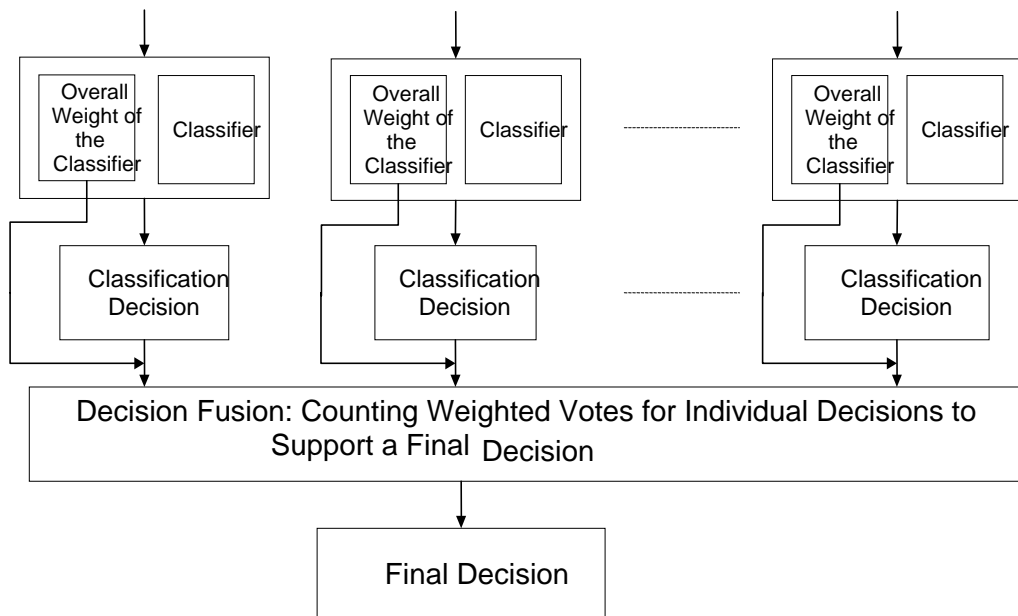 Overall
Weight of
the
Classifier
Classifier
Overall
Weight of
the
Classifier
Classifier
Overall
Weight of
the
Classifier
Classifier
Classification
Decision
Classification
Decision
Classification
Decision
Decision Fusion: Counting Weighted Votes for Individual Decisions to
Support a Final Decision
Final Decision